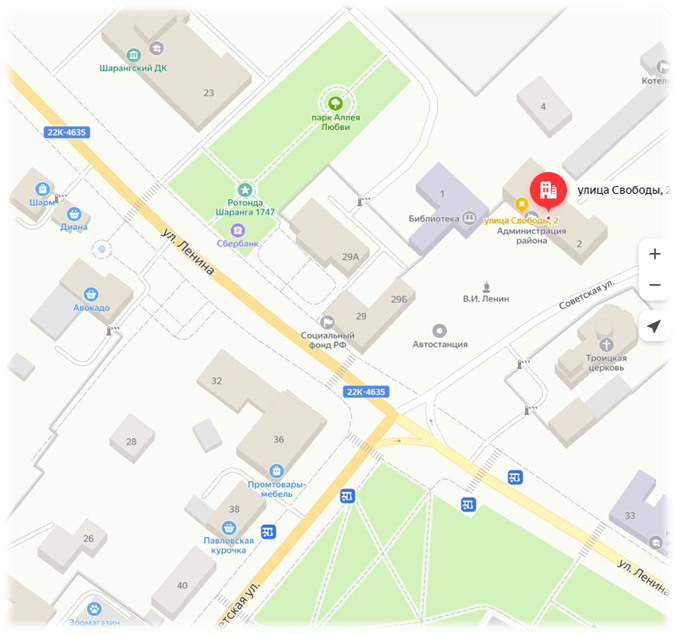 Шарангский ДК
23
4
Котел
22К-4635
парк Аллея
Любви
1
улица Свободы, 2
Шарм
Диана
Ротонда
Шаранга 1747
Библиотека
улица Свободы, 2
Администрация
района
2
Сбербанк
ул. Ленина
29А
Авокадо
29Б
В.И. Ленин
Советская ул.
29
Социальный
фонд РФ
Автостанция
Троицкая
церковь
32
22К-4635
28
36
Промтовары-
мебель
38
Павловская
курочка
33
26
40
ул. Ленина
етская ул.
Зоомагазин